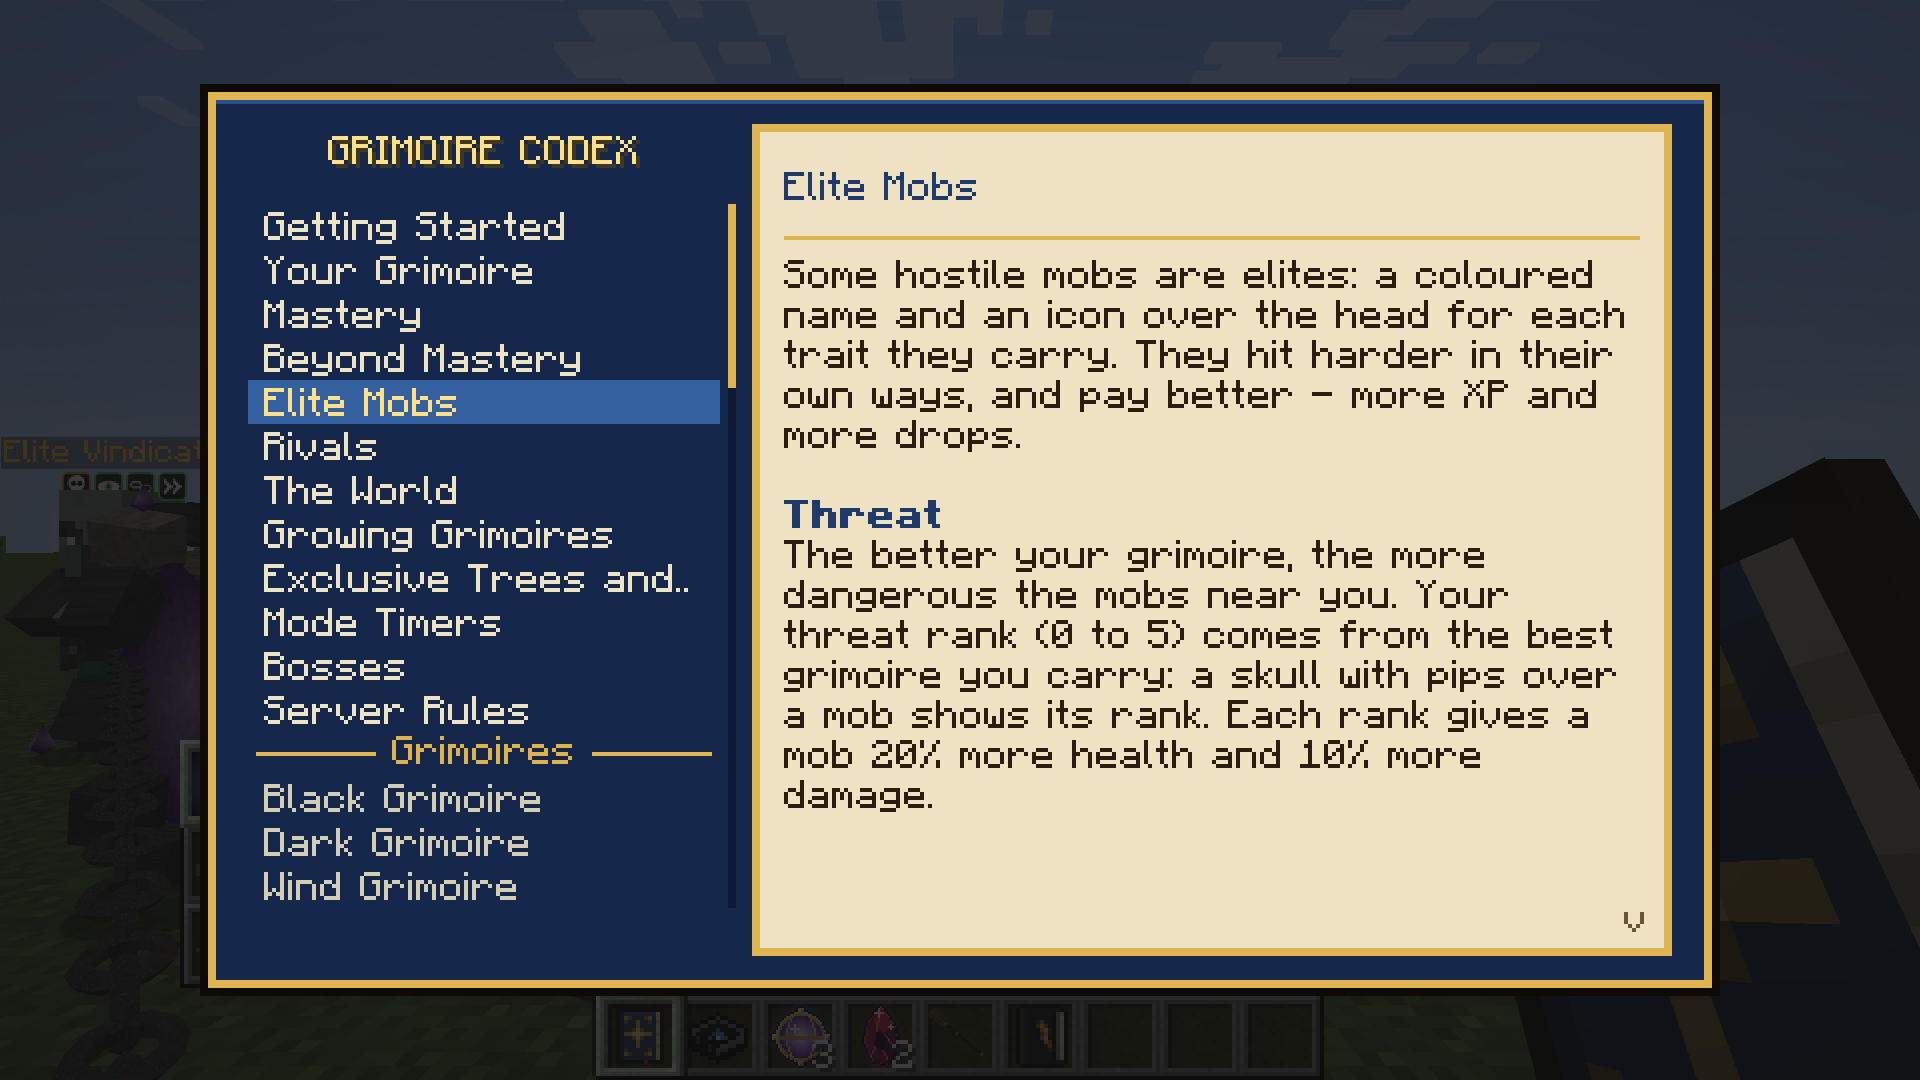 GRIMOIRE CODEX
Getting Started
Your Grimoire
Mastery
Beyond Mastery
Elite Mobs
Rivals
The World
Growing Grimoires
Exclusive Trees and..
Mode Timers
Bosses
Server Rules
Grimoires
Black Grimoire
Dark Grimoire
Wind Grimoire
Elite Mobs
Some hostile mobs are elites: a coloured
name and an icon over the head for each
trait they carry. They hit harder in their
own ways, and pay better – more XP and
more drops.
Threat
The better your grimoire, the more
dangerous the mobs near you. Your
threat rank (0 to 5) comes from the best
grimoire you carry: a skull with pips over
a mob shows its rank. Each rank gives a
mob 20% more health and 10% more
damage.
Elite Vindicat
3
2